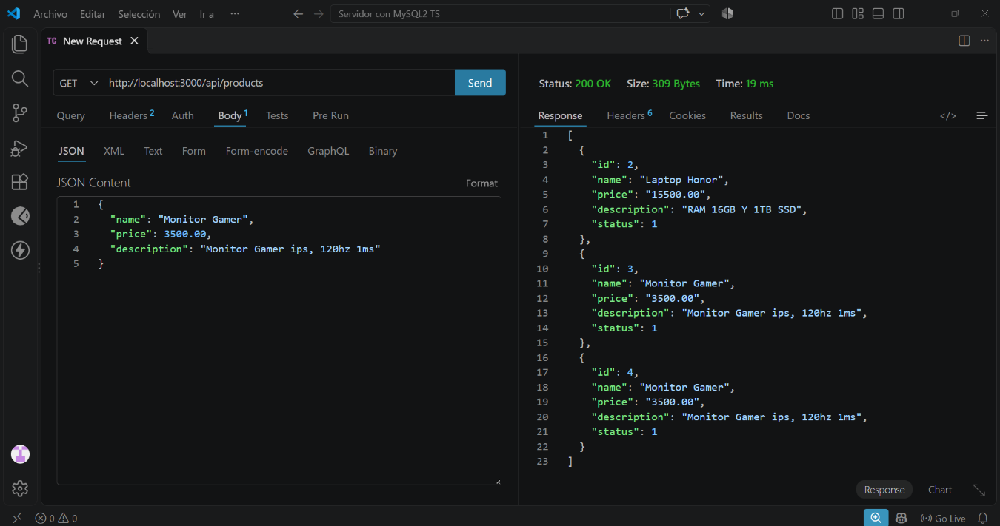 Archivo Editar Selección Ver Ir a ··· Servidor con MySQL2 TS
TC New Request
GET http://localhost:3000/api/products Send
Query Headers 2 Auth Body 1 Tests Pre Run
JSON XML Text Form Form-encode GraphQL Binary
JSON Content Format
1 {
2 "name": "Monitor Gamer",
3 "price": 3500.00,
4 "description": "Monitor Gamer ips, 120hz 1ms"
5 }
Status: 200 OK Size: 309 Bytes Time: 19 ms
Response Headers 6 Cookies Results Docs </>
1 [
2 {
3 "id": 2,
4 "name": "Laptop Honor",
5 "price": "15500.00",
6 "description": "RAM 16GB Y 1TB SSD",
7 "status": 1
8 },
9 {
10 "id": 3,
11 "name": "Monitor Gamer",
12 "price": "3500.00",
13 "description": "Monitor Gamer ips, 120hz 1ms",
14 "status": 1
15 },
16 {
17 "id": 4,
18 "name": "Monitor Gamer",
19 "price": "3500.00",
20 "description": "Monitor Gamer ips, 120hz 1ms",
21 "status": 1
22 }
23 ]
Response Chart
0 0 Go Live